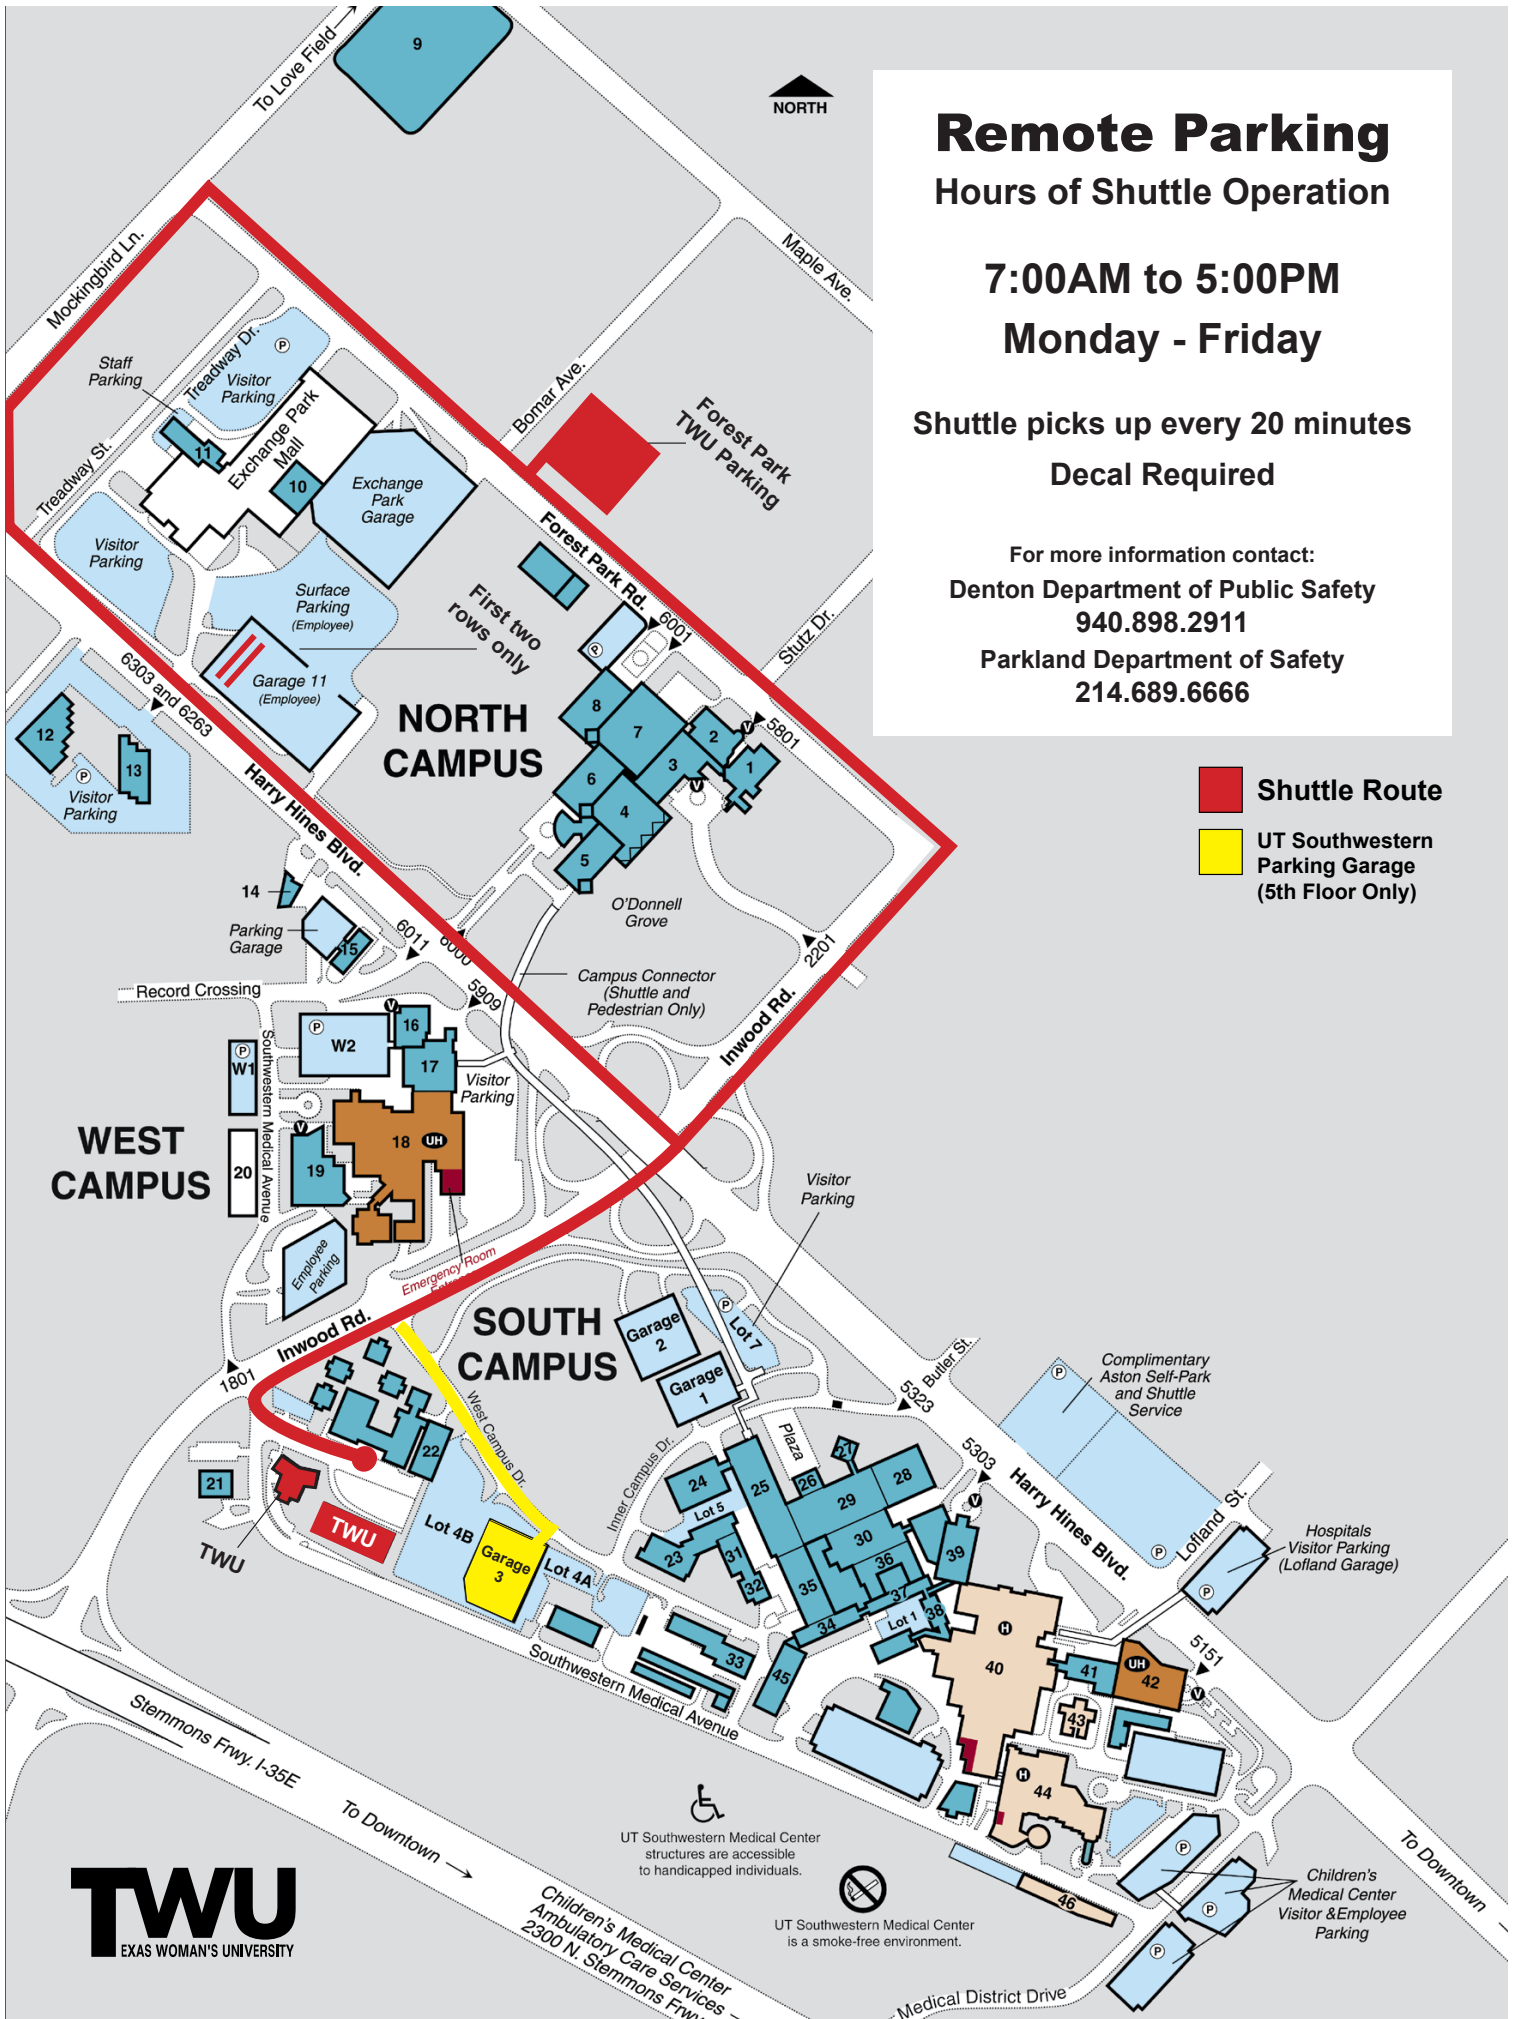 9
To Love Field
NORTH
Remote Parking
Hours of Shuttle Operation
7:00AM to 5:00PM
Monday - Friday
Shuttle picks up every 20 minutes
Decal Required
For more information contact:
Denton Department of Public Safety
940.898.2911
Parkland Department of Safety
214.689.6666
Shuttle Route
UT Southwestern
Parking Garage
(5th Floor Only)
Mockingbird Ln.
Maple Ave.
Staff
Parking
Treadway Dr.
P
Visitor
Parking
Bomar Ave.
Exchange Park
Mall
11
10
Treadway St.
Exchange
Park
Garage
Forest Park
TWU Parking
Visitor
Parking
Forest Park Rd.
Surface
Parking
(Employee)
First two
rows only
6001
P
Stutz Dr.
Garage 11
(Employee)
6303 and 6263
NORTH
CAMPUS
8
7
2
V
5801
3
1
V
6
4
5
12
13
P
Visitor
Parking
Harry Hines Blvd.
14
O'Donnell
Grove
Parking
Garage
15
6011
6000
5909
2201
Campus Connector
(Shuttle and
Pedestrian Only)
Record Crossing
Inwood Rd.
V
P
W2
16
17
P
W1
Southwestern Medical Avenue
Visitor
Parking
WEST
CAMPUS
V
18
UH
19
20
Visitor
Parking
Employee
Parking
Emergency Room
Inwood Rd.
1801
SOUTH
CAMPUS
Garage
2
P
Lot 7
Garage
1
Butler St.
5323
Complimentary
Aston Self-Park
and Shuttle
Service
P
West Campus Dr.
22
21
TWU
TWU
Lot 4B
Garage
3
Lot 4A
Inner Campus Dr.
Plaza
27
5303
Harry Hines Blvd.
24
25
26
28
V
Lot 5
29
23
31
30
39
32
36
35
37
34
Lot 1
38
P
Lofland St.
Hospitals
Visitor Parking
(Lofland Garage)
P
33
45
H
40
41
UH
42
5151
V
43
Southwestern Medical Avenue
H
44
Stemmons Frwy. I-35E
To Downtown
UT Southwestern Medical Center
structures are accessible
to handicapped individuals.
UT Southwestern Medical Center
is a smoke-free environment.
46
P
P
P
Children's
Medical Center
Visitor &Employee
Parking
To Downtown
TWU
EXAS WOMAN'S UNIVERSITY
Children's Medical Center
Ambulatory Care Services
2300 N. Stemmons Frwy
Medical District Drive